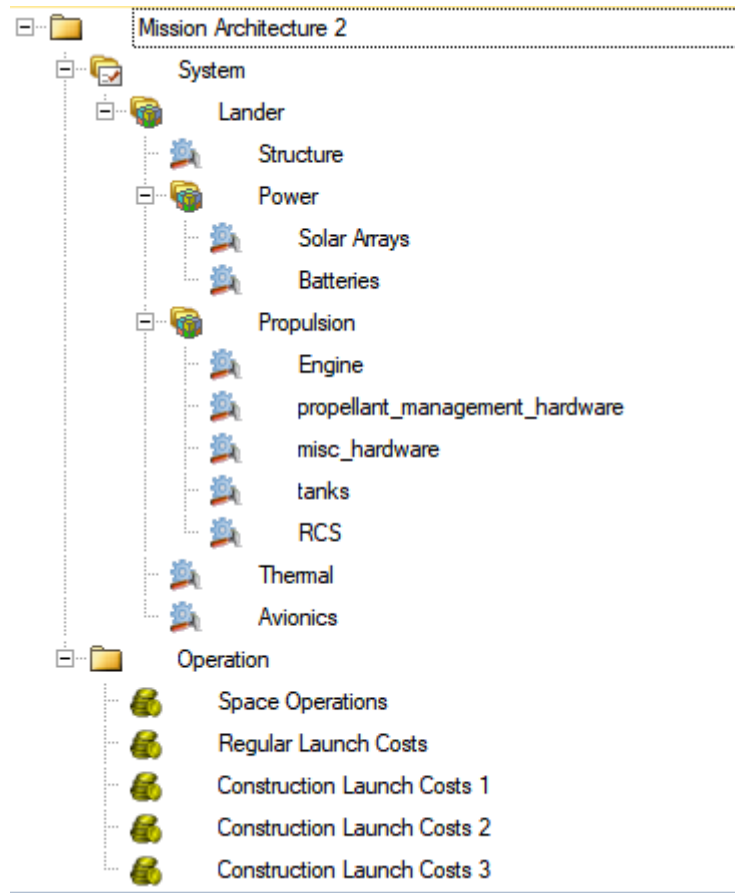 Mission Architecture 2
System
Lander
Structure
Power
Solar Arrays
Batteries
Propulsion
Engine
propellant_management_hardware
misc_hardware
tanks
RCS
Thermal
Avionics
Operation
Space Operations
Regular Launch Costs
Construction Launch Costs 1
Construction Launch Costs 2
Construction Launch Costs 3